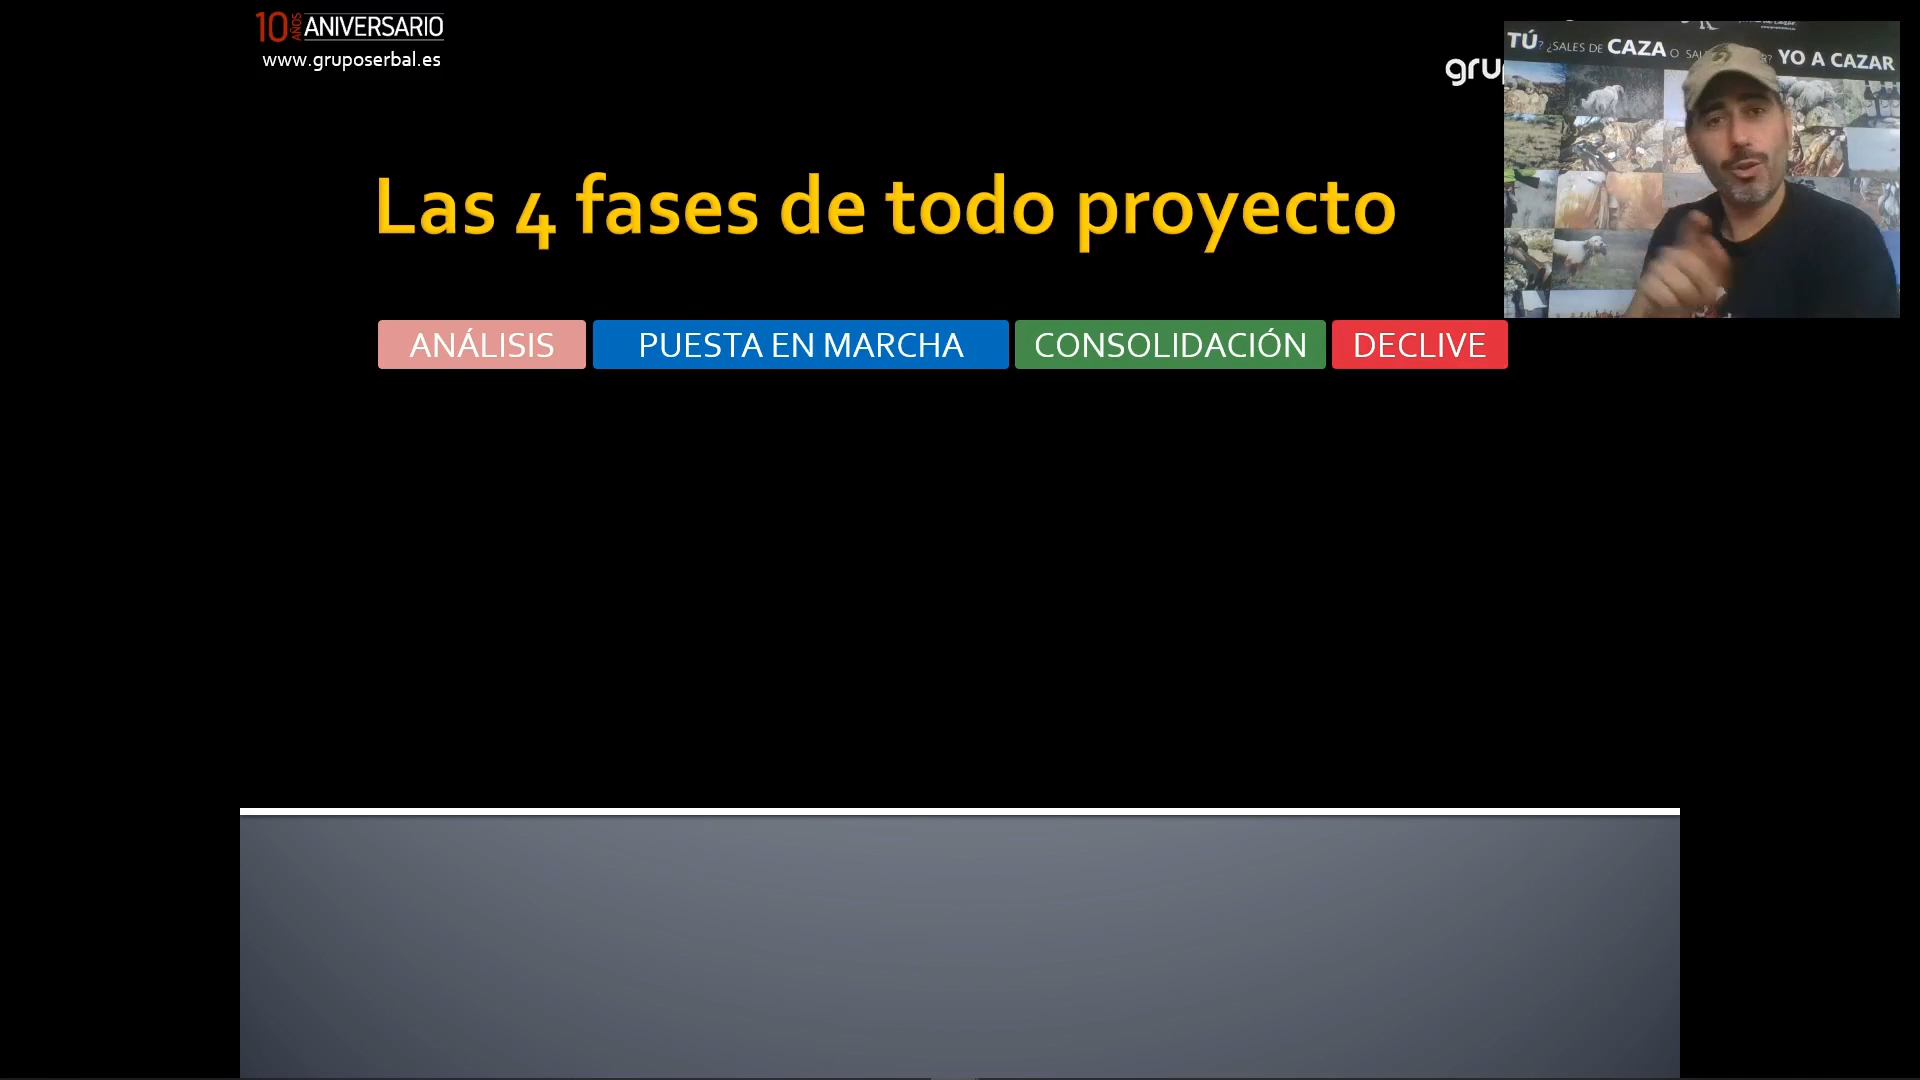 10 AÑOS ANIVERSARIO
www.gruposerbal.es
TÚ? ¿SALES DE CAZA O YO A CAZAR
Las 4 fases de todo proyecto
ANÁLISIS PUESTA EN MARCHA CONSOLIDACIÓN DECLIVE